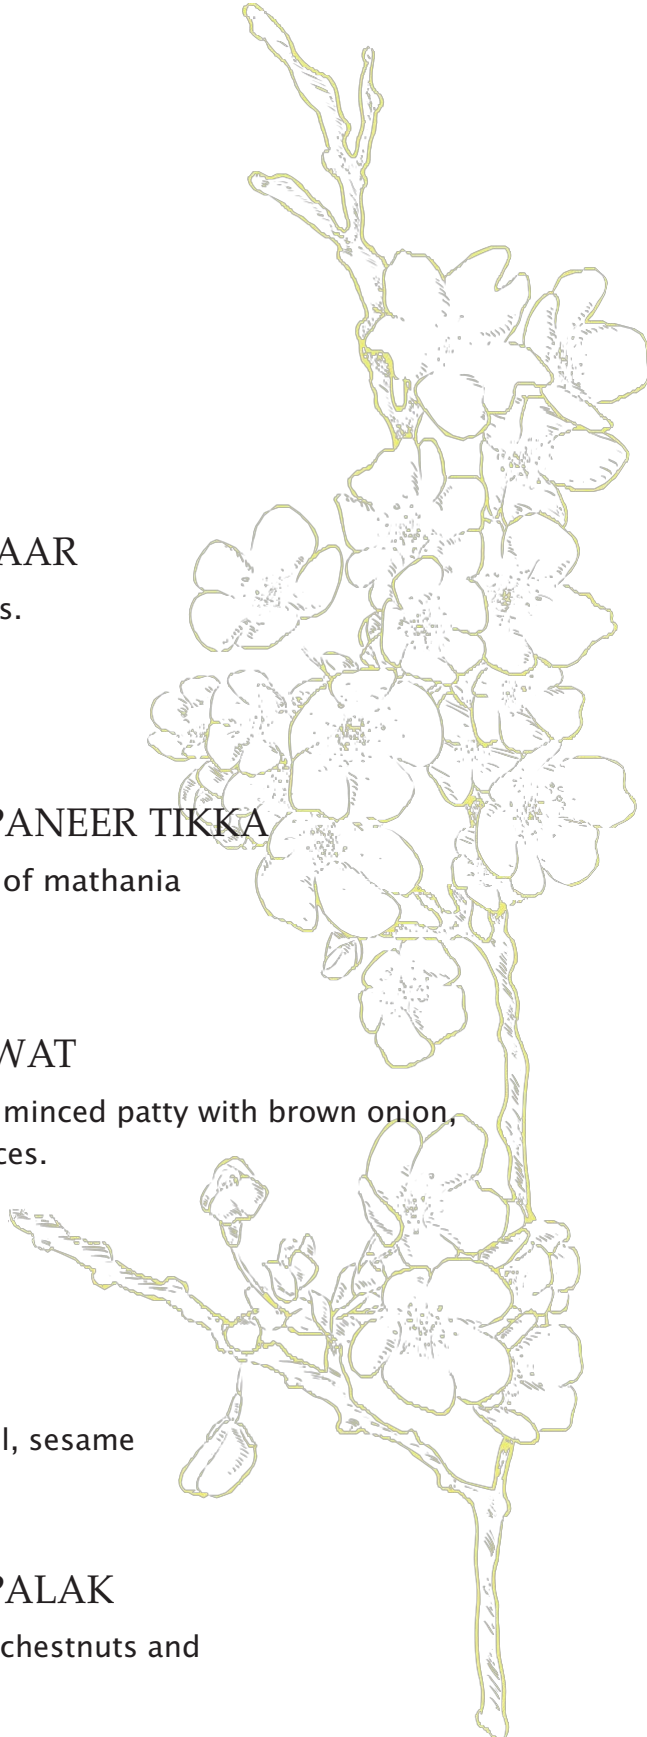 AAR
s.
PANEER TIKKA
of mathania
WAT
minced patty with brown onion,
ces.
l, sesame
PALAK
chestnuts and